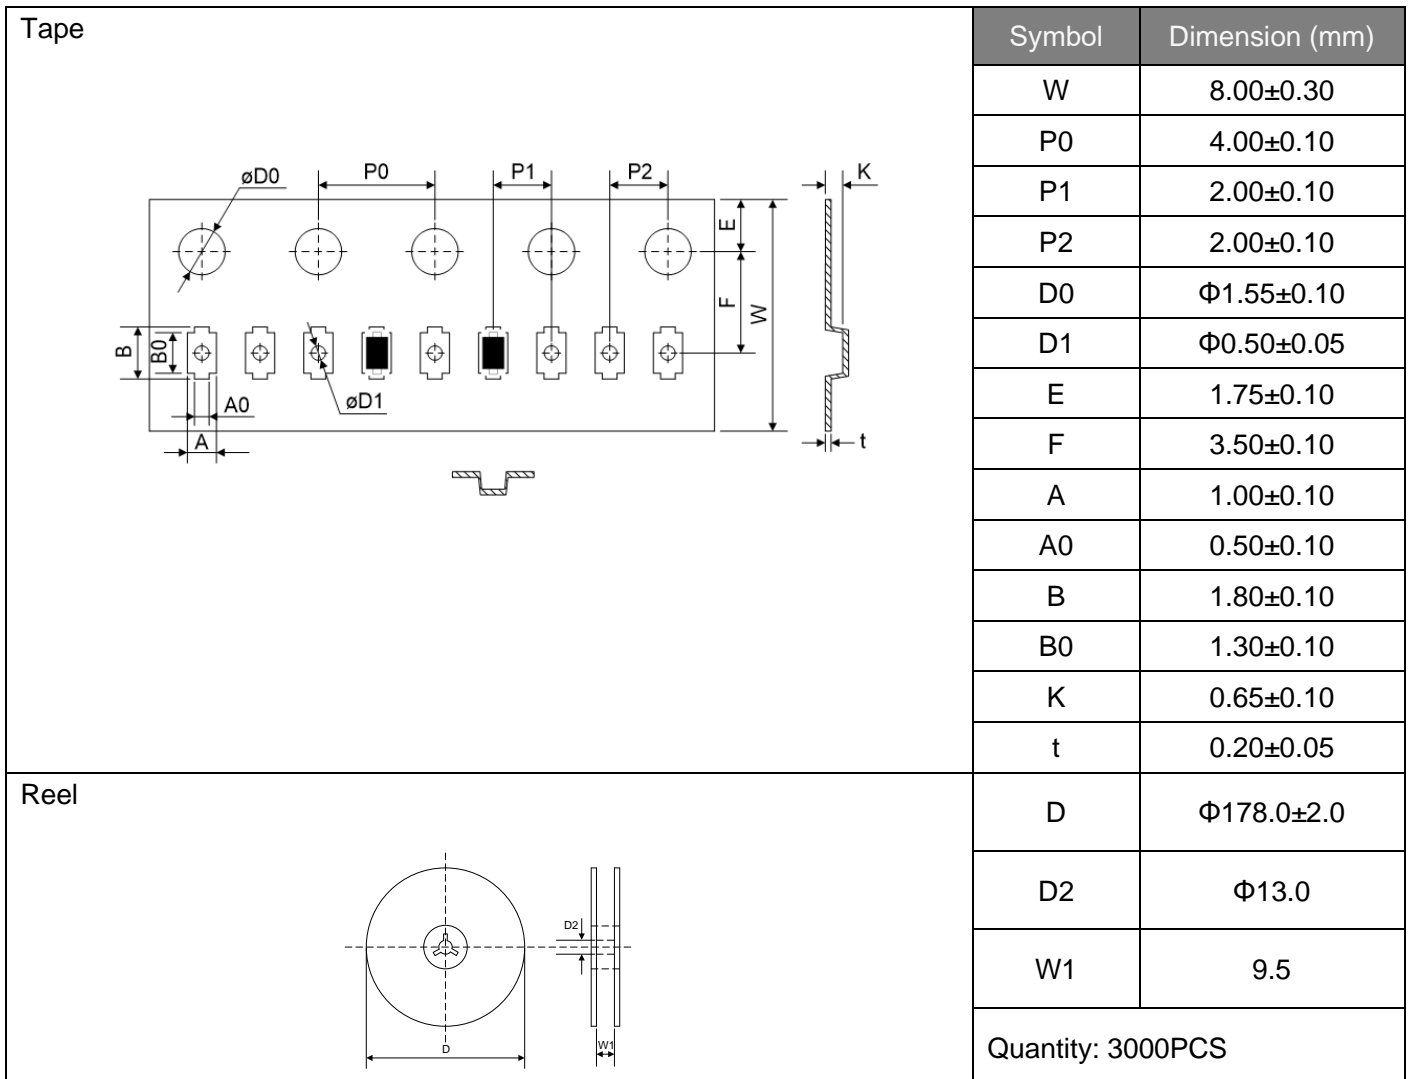 Tape
øD0
P0
P1
P2
K
E
F
W
B
B0
A0
A
øD1
t
Symbol Dimension (mm)
W 8.00±0.30
P0 4.00±0.10
P1 2.00±0.10
P2 2.00±0.10
D0 Φ1.55±0.10
D1 Φ0.50±0.05
E 1.75±0.10
F 3.50±0.10
A 1.00±0.10
A0 0.50±0.10
B 1.80±0.10
B0 1.30±0.10
K 0.65±0.10
t 0.20±0.05
Reel
D2
D
W1
D Φ178.0±2.0
D2 Φ13.0
W1 9.5
Quantity: 3000PCS